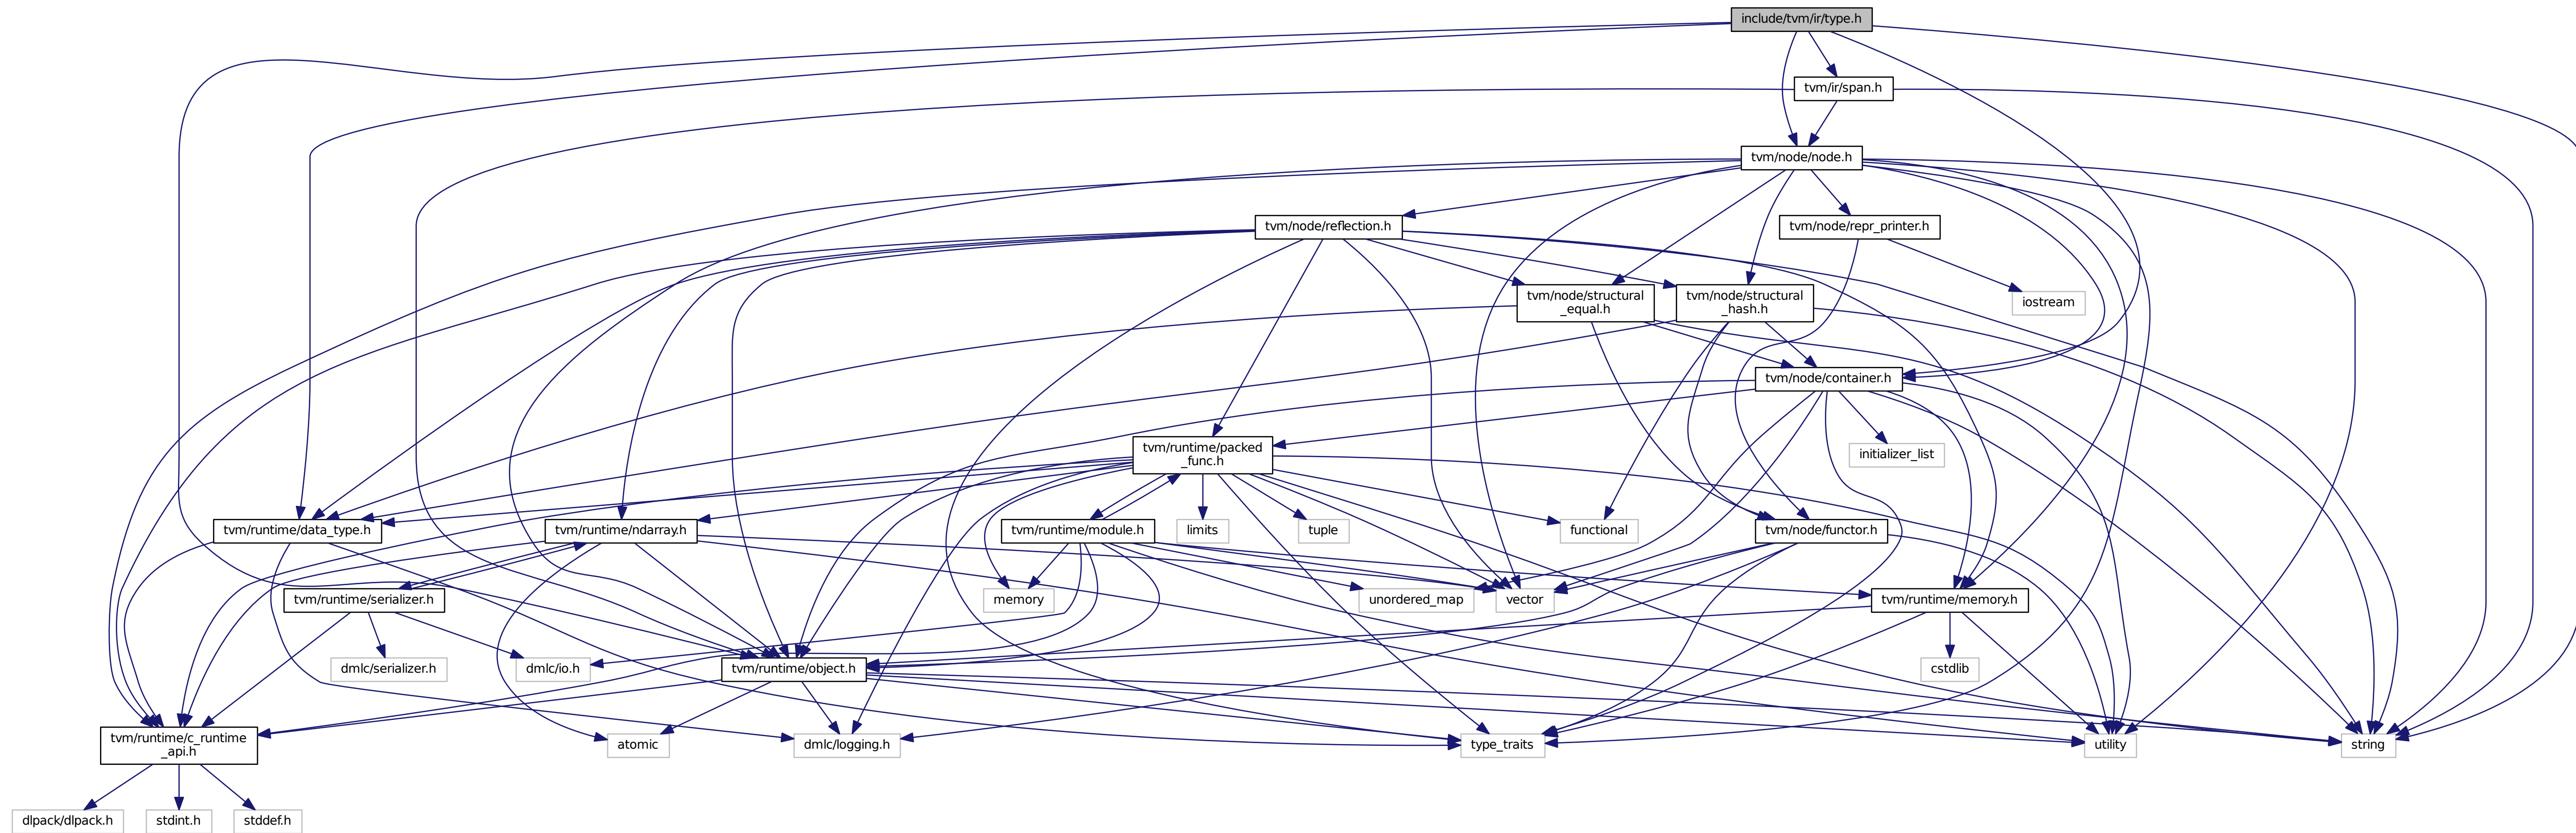 include/tvm/ir/type.h
tvm/ir/span.h
tvm/node/node.h
tvm/node/reflection.h
tvm/node/repr_printer.h
tvm/node/structural
_equal.h
tvm/node/structural
_hash.h
iostream
tvm/node/container.h
tvm/runtime/packed
_func.h
initializer_list
tvm/runtime/data_type.h
tvm/runtime/ndarray.h
tvm/runtime/module.h
limits
tuple
functional
tvm/node/functor.h
tvm/runtime/serializer.h
memory
unordered_map
vector
tvm/runtime/memory.h
dmlc/serializer.h
dmlc/io.h
tvm/runtime/object.h
cstdlib
tvm/runtime/c_runtime
_api.h
atomic
dmlc/logging.h
type_traits
utility
string
dlpack/dlpack.h
stdint.h
stddef.h